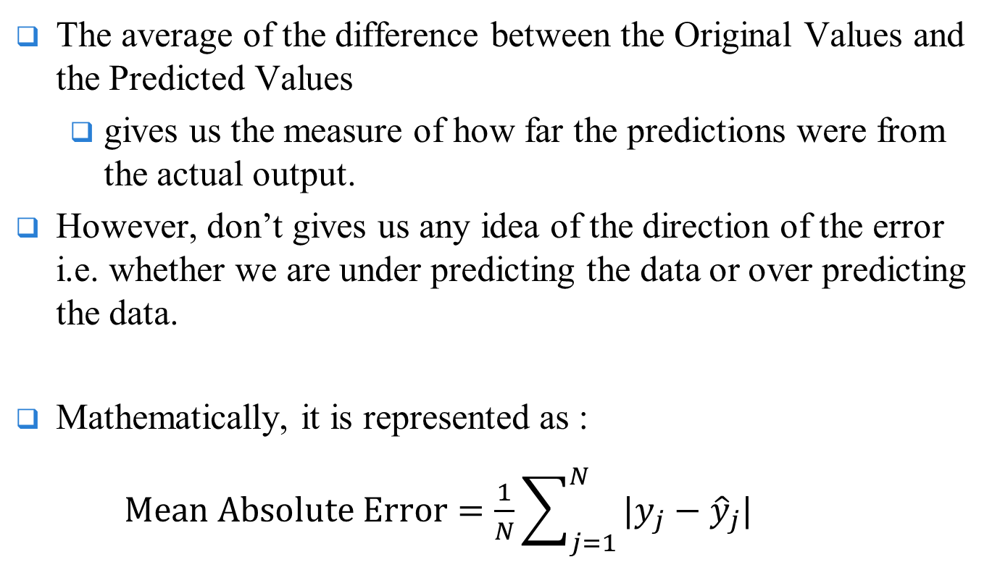 ❑ The average of the difference between the Original Values and
the Predicted Values
❑ gives us the measure of how far the predictions were from
the actual output.
❑ However, don’t gives us any idea of the direction of the error
i.e. whether we are under predicting the data or over predicting
the data.
❑ Mathematically, it is represented as :
Mean Absolute Error = \frac{1}{N} \sum_{j=1}^{N} |y_j − ŷ_j|